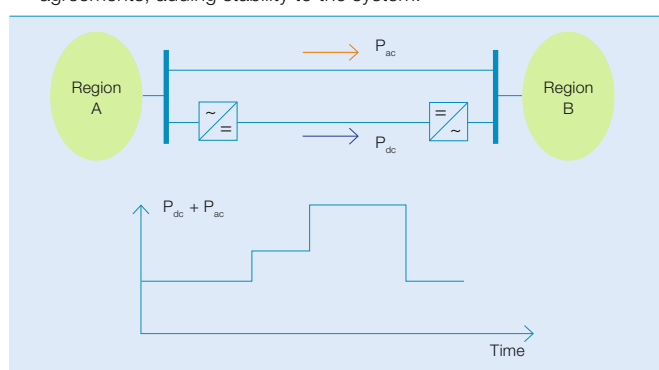 agreements, adding stability to the system.
P_ac
Region
A
Region
B
~
=
=
~
P_dc
P_dc + P_ac
Time